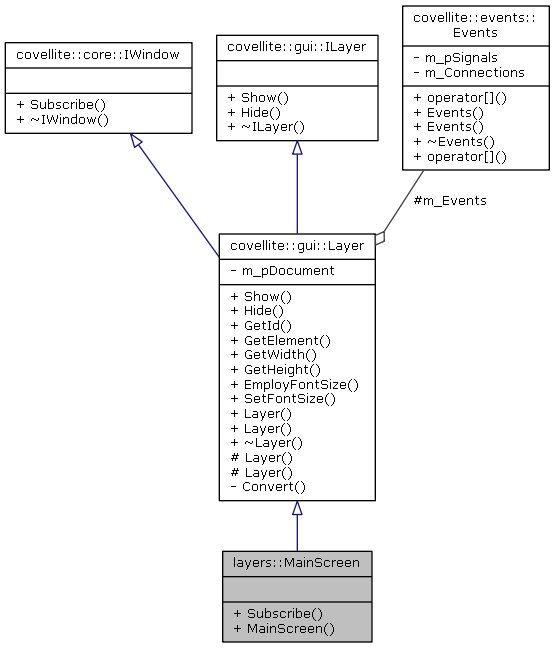 covellite::core::IWindow
+ Subscribe()
+ ~IWindow()
covellite::gui::ILayer
+ Show()
+ Hide()
+ ~ILayer()
covellite::events::
Events
- m_pSignals
- m_Connections
+ operator[]()
+ Events()
+ Events()
+ ~Events()
+ operator[]()
#m_Events
covellite::gui::Layer
- m_pDocument
+ Show()
+ Hide()
+ GetId()
+ GetElement()
+ GetWidth()
+ GetHeight()
+ EmployFontSize()
+ SetFontSize()
+ Layer()
+ Layer()
+ ~Layer()
# Layer()
# Layer()
- Convert()
layers::MainScreen
+ Subscribe()
+ MainScreen()